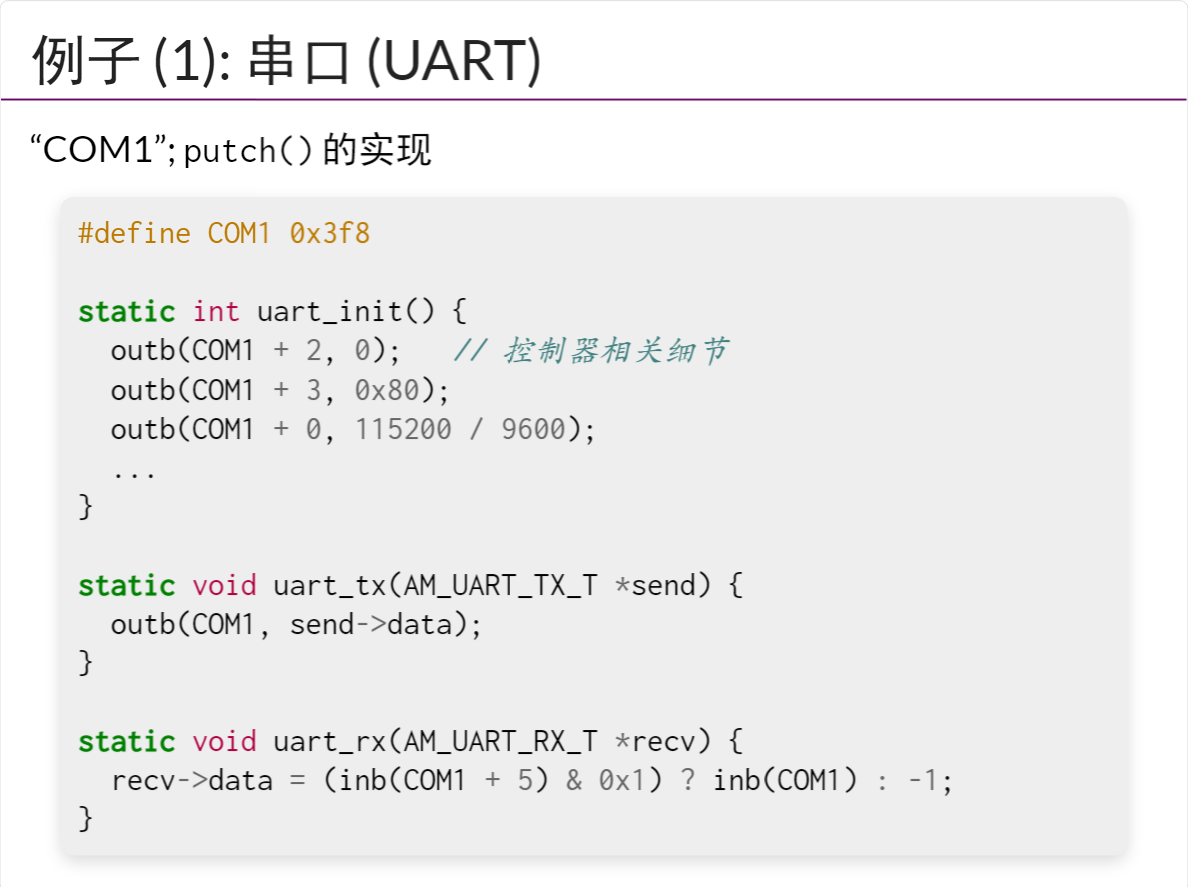 例子 (1): 串口 (UART)
“COM1”; putch() 的实现
#define COM1 0x3f8

static int uart_init() {
  outb(COM1 + 2, 0);   // 控制器相关细节
  outb(COM1 + 3, 0x80);
  outb(COM1 + 0, 115200 / 9600);
  ...
}

static void uart_tx(AM_UART_TX_T *send) {
  outb(COM1, send->data);
}

static void uart_rx(AM_UART_RX_T *recv) {
  recv->data = (inb(COM1 + 5) & 0x1) ? inb(COM1) : -1;
}